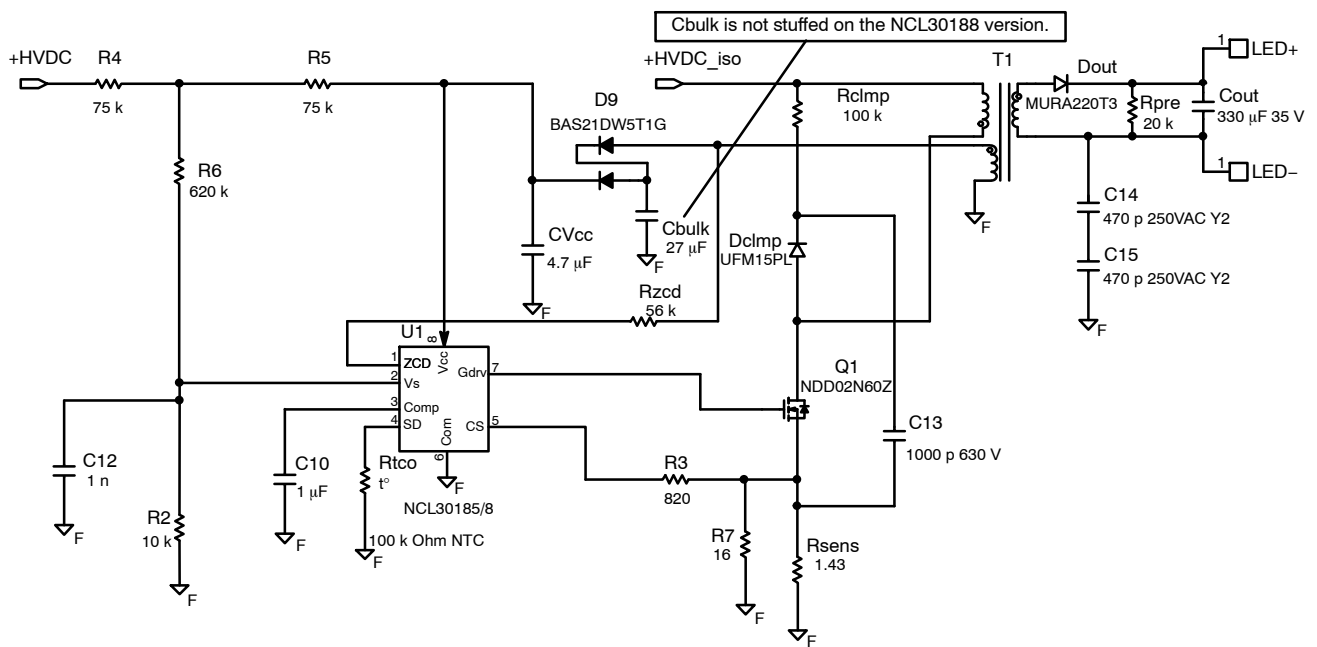 Cbulk is not stuffed on the NCL30188 version.
+HVDC
R4
75 k
R5
75 k
+HVDC_iso
T1
Dout
MURA220T3
1
LED+
Rpre
20 k
Cout
330 µF 35 V
1
LED–
Rclmp
100 k
D9
BAS21DW5T1G
R6
620 k
F
C14
470 p 250VAC Y2
C15
470 p 250VAC Y2
F
CVcc
4.7 µF
F
Cbulk
27 µF
F
Dclmp
UFM15PL
Rzcd
56 k
U1
8
Vcc
1
ZCD
2
Vs
3
Comp
4
SD
Gdrv
7
CS
5
Com
6
F
NCL30185/8
Q1
NDD02N60Z
C13
1000 p 630 V
C12
1 n
F
C10
1 µF
F
Rtco
t°
100 k Ohm NTC
F
R3
820
R2
10 k
F
R7
16
F
Rsens
1.43
F